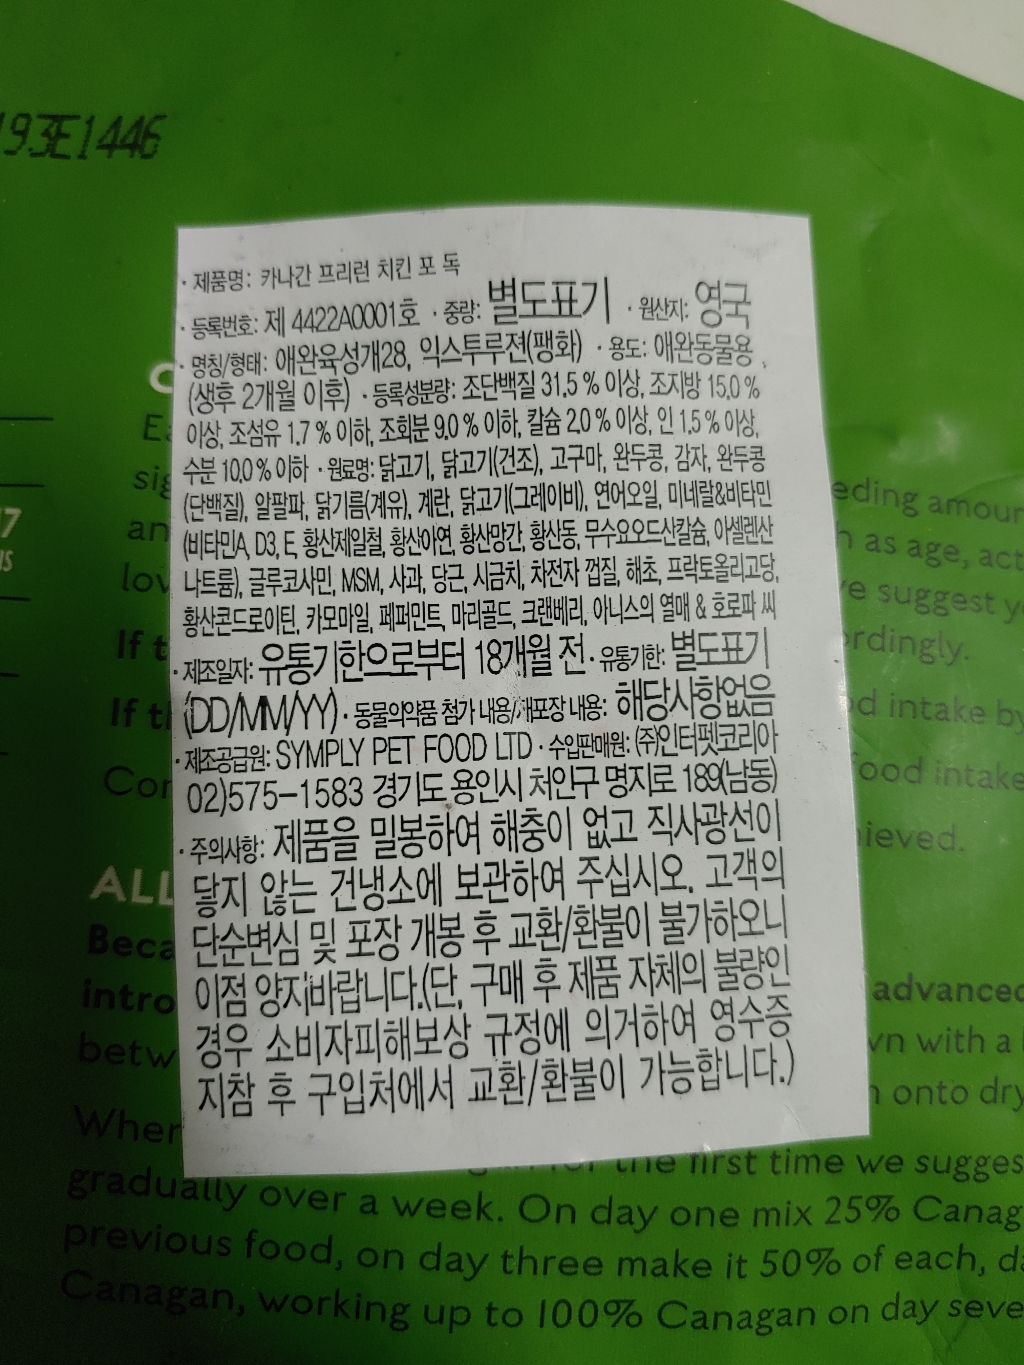 193E1446
· 제품명: 카나간 프리런 치킨 포 독
· 등록번호: 제 4422A0001호 · 중량: 별도표기 · 원산지: 영국
· 명칭/형태: 애완육성개28, 익스투루젼(팽화) · 용도: 애완동물용
(생후 2개월 이후) · 등록성분량: 조단백질 31.5 % 이상, 조지방 15.0 %
이상, 조섬유 1.7 % 이하, 조회분 9.0 % 이하, 칼슘 2.0 % 이상, 인 1.5 % 이상,
수분 10.0 % 이하 · 원료명: 닭고기, 닭고기(건조), 고구마, 완두콩, 감자, 완두콩
(단백질), 알팔파, 닭기름(계유), 계란, 닭고기(그레이비), 연어오일, 미네랄&비타민
(비타민A, D3, E, 황산제일철, 황산아연, 황산망간, 황산동, 무수요오드산칼슘, 아셀렌산
나트륨), 글루코사민, MSM, 사과, 당근, 시금치, 차전자 껍질, 해초, 프락토올리고당,
황산콘드로이틴, 카모마일, 페퍼민트, 마리골드, 크랜베리, 아니스의 열매 & 호로파 씨
· 제조일자: 유통기한으로부터 18개월 전 · 유통기한: 별도표기
(DD/MM/YY) · 동물의약품 첨가 내용/재포장 내용: 해당사항없음
· 제조공급원: SYMPLY PET FOOD LTD · 수입판매원: (주)인터펫코리아
02)575-1583 경기도 용인시 처인구 명지로 189(남동)
· 주의사항: 제품을 밀봉하여 해충이 없고 직사광선이
닿지 않는 건냉소에 보관하여 주십시오. 고객의
단순변심 및 포장 개봉 후 교환/환불이 불가하오니
이점 양지바랍니다.(단, 구매 후 제품 자체의 불량인
경우 소비자피해보상 규정에 의거하여 영수증
지참 후 구입처에서 교환/환불이 가능합니다.)
eding
as age,
suggest
If
If
intake by
food intake
ALL
advanced
with a
onto dry
the first time we
gradually over a week. On day one mix 25%
previous food, on day three make it 50% of each,
Canagan, working up to 100% Canagan on day